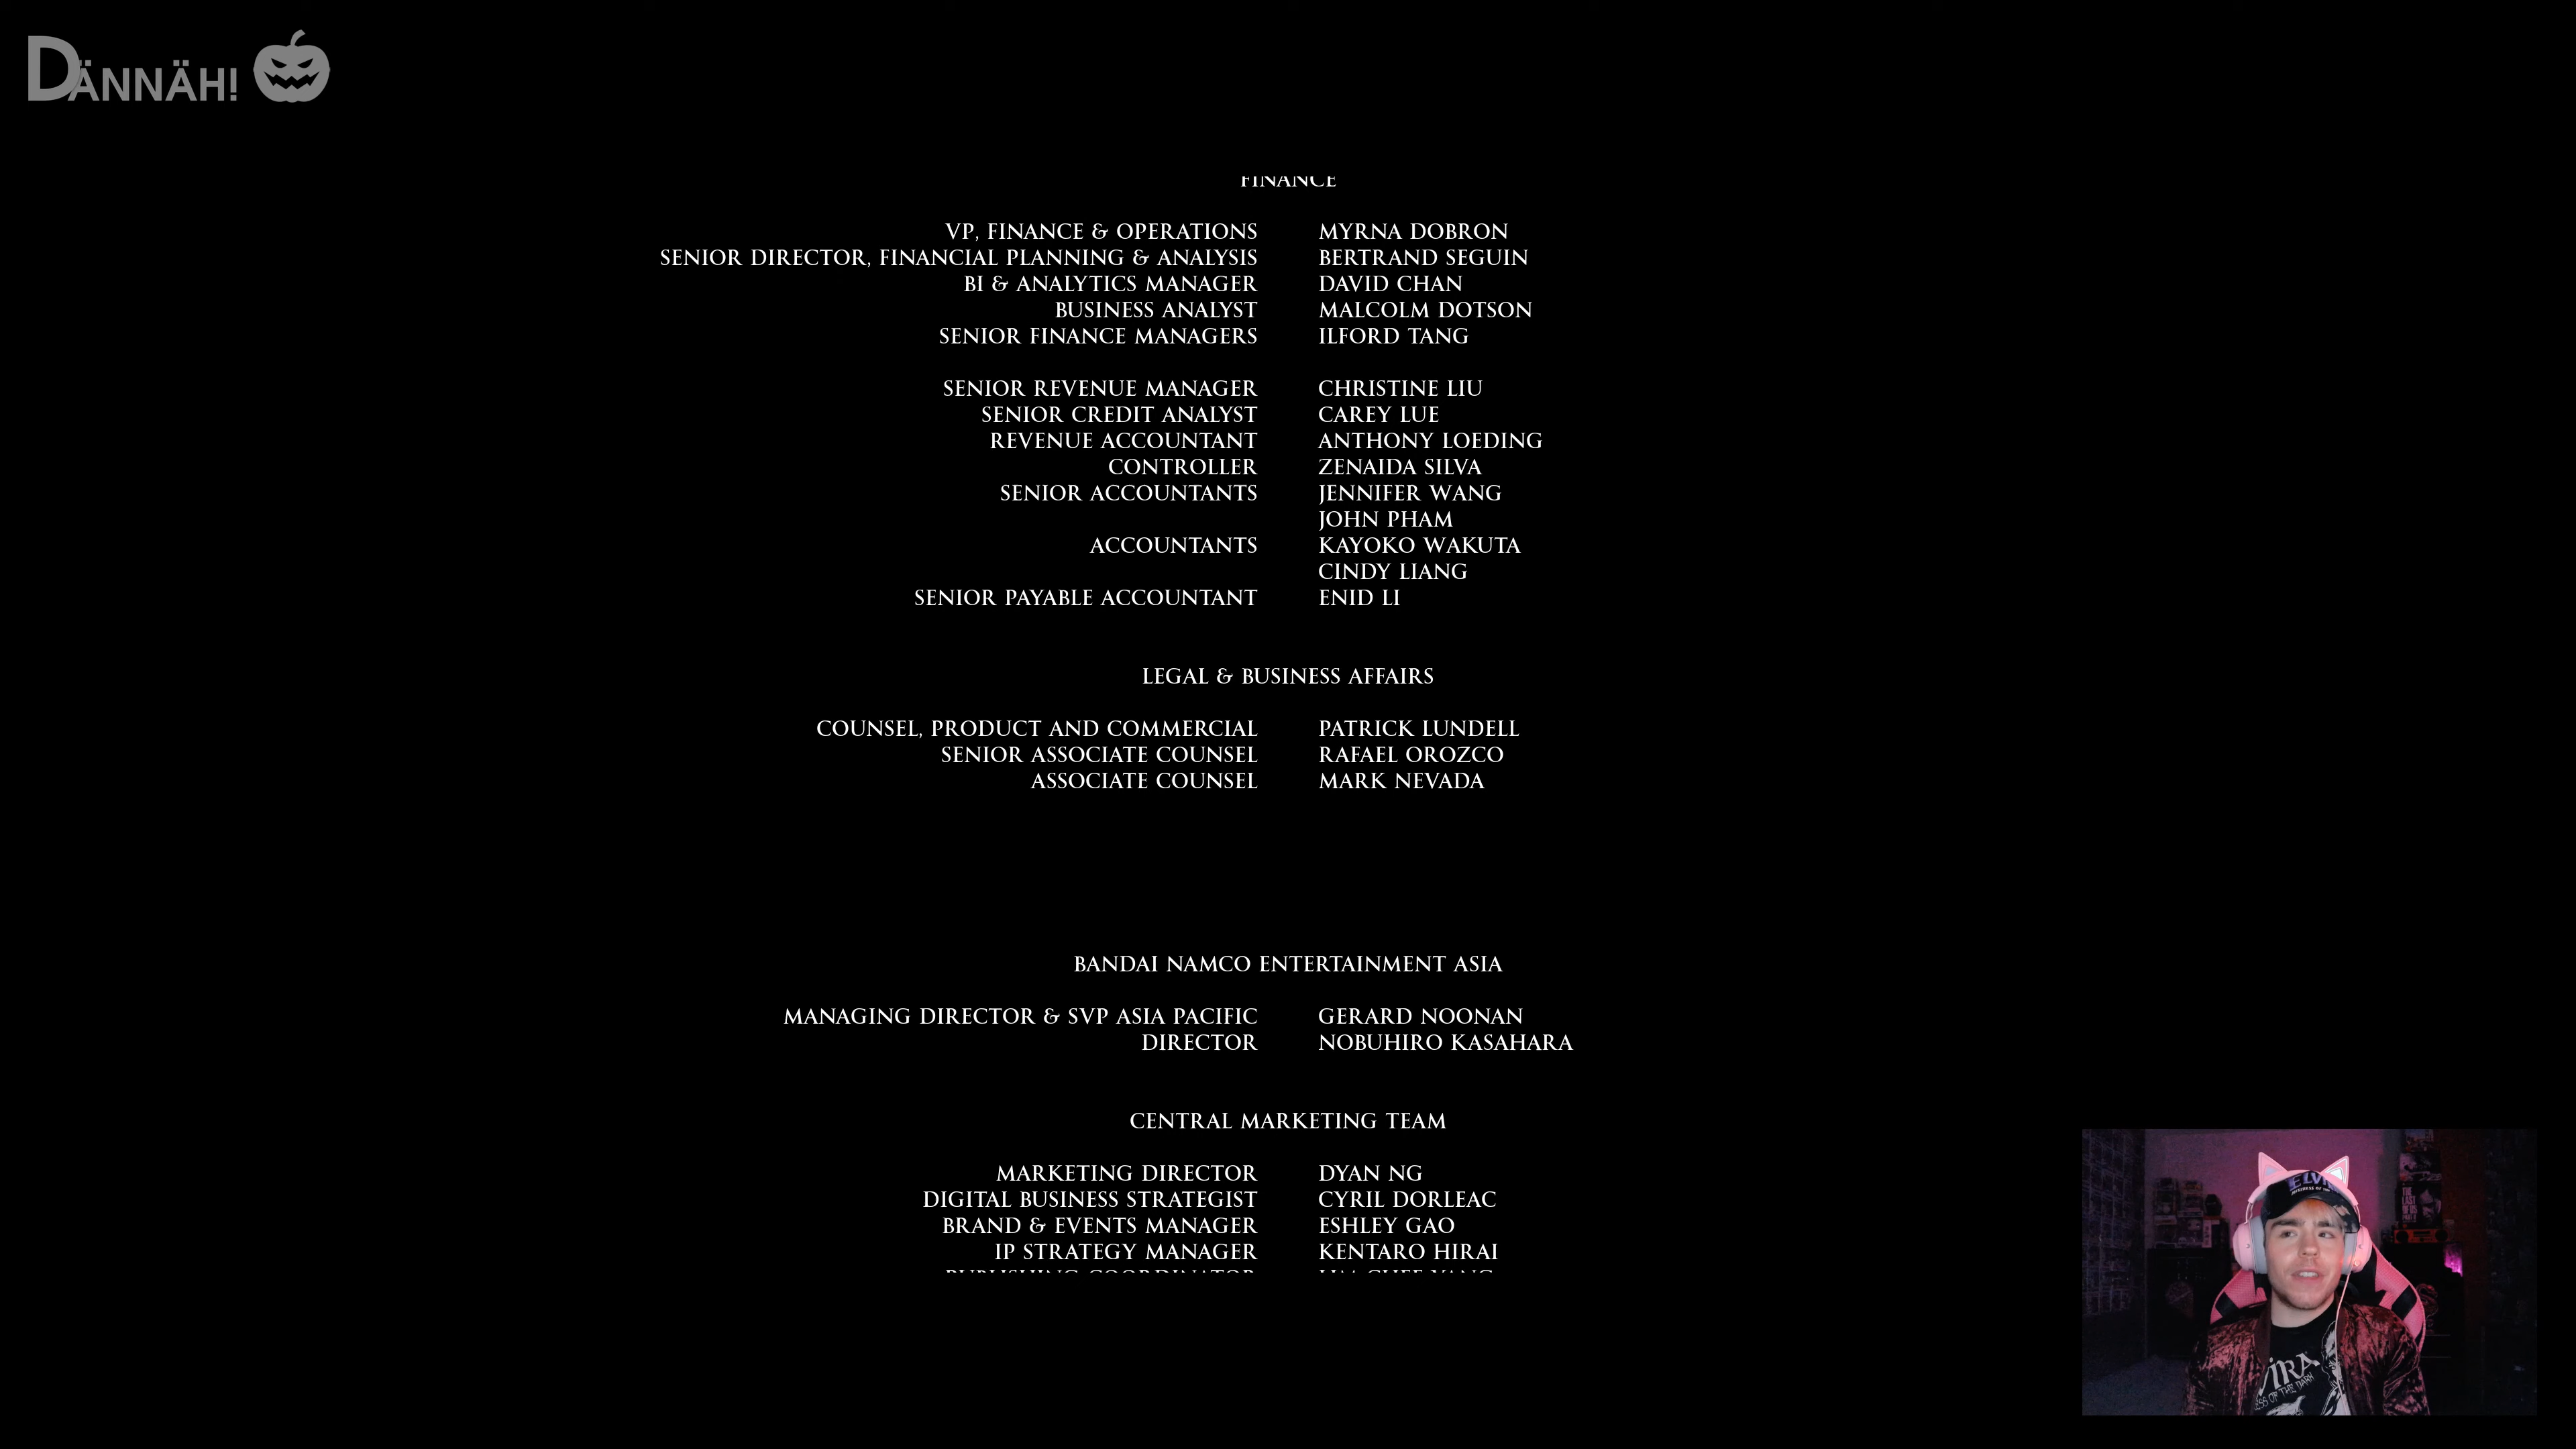 DÄNNÄH!
FINANCE
VP, FINANCE & OPERATIONS MYRNA DOBRON
SENIOR DIRECTOR, FINANCIAL PLANNING & ANALYSIS BERTRAND SEGUIN
BI & ANALYTICS MANAGER DAVID CHAN
BUSINESS ANALYST MALCOLM DOTSON
SENIOR FINANCE MANAGERS ILFORD TANG
SENIOR REVENUE MANAGER CHRISTINE LIU
SENIOR CREDIT ANALYST CAREY LUE
REVENUE ACCOUNTANT ANTHONY LOEDING
CONTROLLER ZENAIDA SILVA
SENIOR ACCOUNTANTS JENNIFER WANG
JOHN PHAM
ACCOUNTANTS KAYOKO WAKUTA
CINDY LIANG
SENIOR PAYABLE ACCOUNTANT ENID LI
LEGAL & BUSINESS AFFAIRS
COUNSEL, PRODUCT AND COMMERCIAL PATRICK LUNDELL
SENIOR ASSOCIATE COUNSEL RAFAEL OROZCO
ASSOCIATE COUNSEL MARK NEVADA
BANDAI NAMCO ENTERTAINMENT ASIA
MANAGING DIRECTOR & SVP ASIA PACIFIC GERARD NOONAN
DIRECTOR NOBUHIRO KASAHARA
CENTRAL MARKETING TEAM
MARKETING DIRECTOR DYAN NG
DIGITAL BUSINESS STRATEGIST CYRIL DORLEAC
BRAND & EVENTS MANAGER ESHLEY GAO
IP STRATEGY MANAGER KENTARO HIRAI
PUBLISHING COORDINATOR